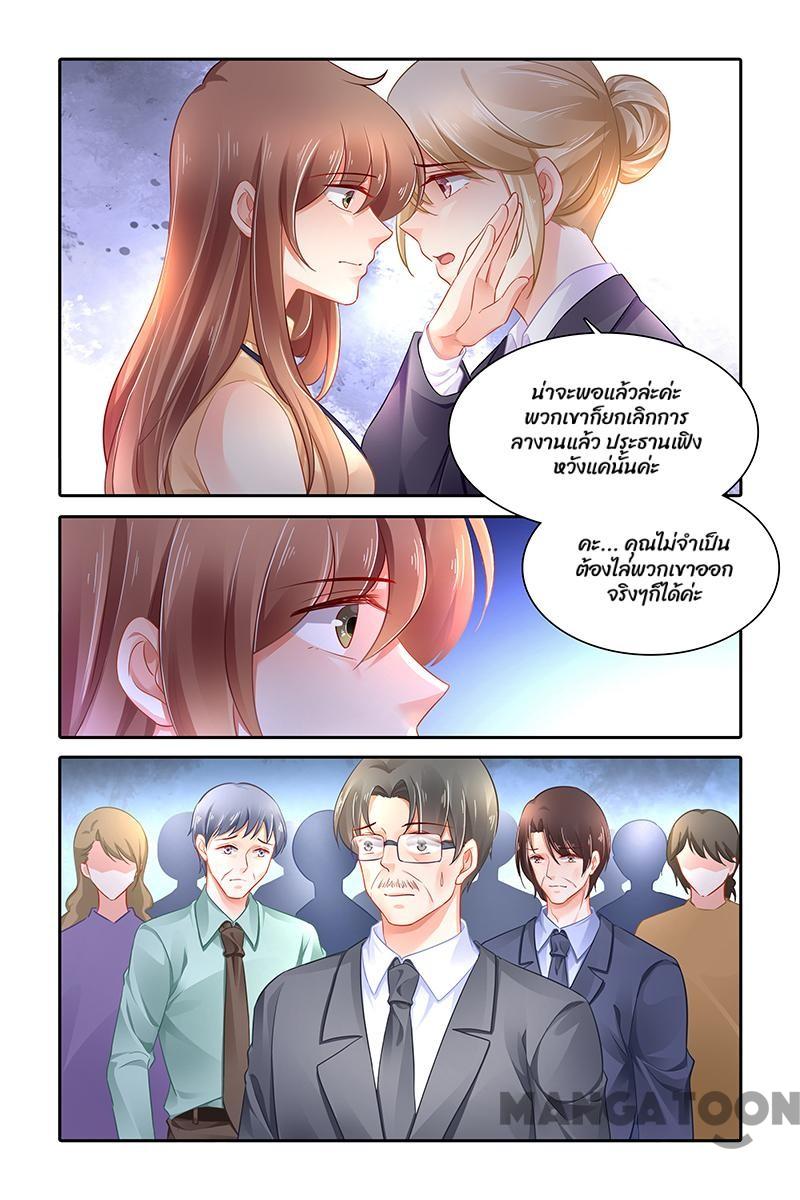 น่าจะพอแล้วล่ะค่ะ
พวกเขาก็ยกเลิกการ
ลางานแล้ว ประธานเฟิง
หวังแค่นั้นค่ะ
คะ... คุณไม่จำเป็น
ต้องไล่พวกเขาออก
จริงๆก็ได้ค่ะ
MANGATOON